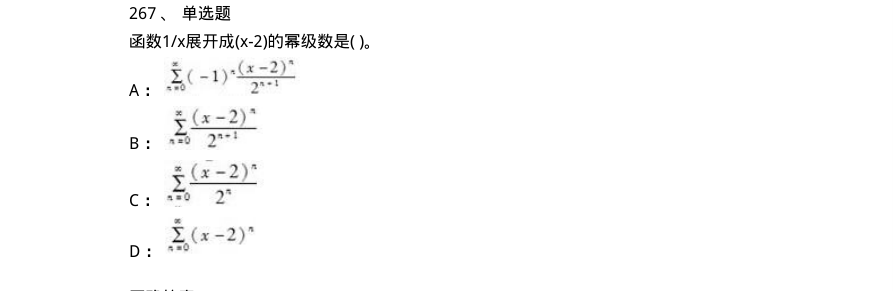 267 、 单选题
函数1/x展开成(x-2)的幂级数是( )。
A： \sum_{n=0}^{\infty}(-1)^n\frac{(x-2)^n}{2^{n+1}}
B： \sum_{n=0}^{\infty}\frac{(x-2)^n}{2^{n+1}}
C： \sum_{n=0}^{\infty}\frac{(x-2)^n}{2^n}
D： \sum_{n=0}^{\infty}(x-2)^n